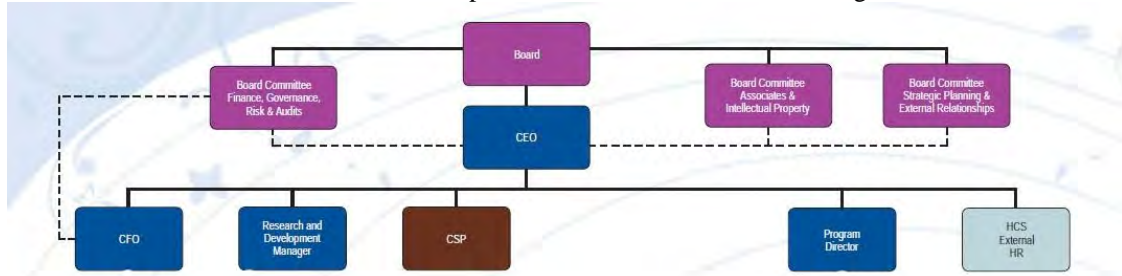 Board
Board Committee
Finance, Governance,
Risk & Audits
Board Committee
Associates &
Intellectual Property
Board Committee
Strategic Planning &
External Relationships
CEO
CFO
Research and
Development
Manager
CSP
Program
Director
HCS
External
HR